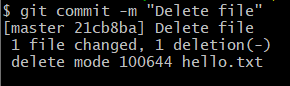 $ git commit -m "Delete file"
[master 21cb8ba] Delete file
 1 file changed, 1 deletion(-)
 delete mode 100644 hello.txt